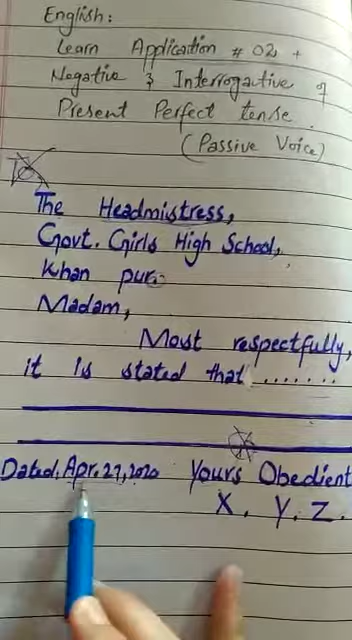 English:
Learn Application # 02 +
Negative & Interrogative of
Present Perfect tense.
(Passive Voice)
To
The Headmistress,
Govt. Girls High School,
Khan pur.
Madam,
Most respectfully,
it is stated that .......
Dated. Apr. 27, 2020 Yours Obedient
X. Y. Z.